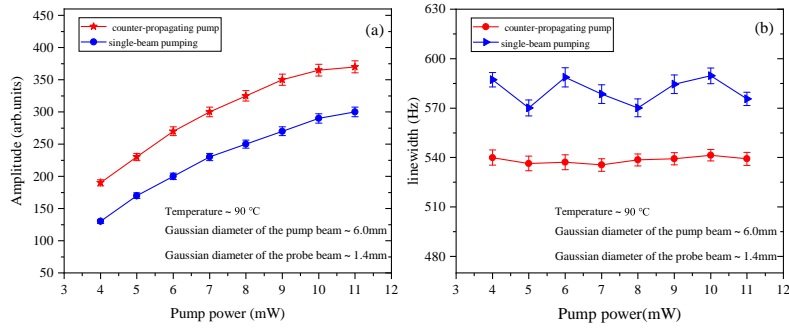 counter-propagating pump
single-beam pumping
(a)
Amplitude (arb.units)
450
400
350
300
250
200
150
100
50
Temperature ~ 90 °C
Gaussian diameter of the pump beam ~ 6.0mm
Gaussian diameter of the probe beam ~ 1.4mm
3 4 5 6 7 8 9 10 11 12
Pump power (mW)
counter-propagating pump
single-beam pumping
(b)
linewidth (Hz)
630
600
570
540
510
480
Temperature ~ 90 °C
Gaussian diameter of the pump beam ~ 6.0mm
Gaussian diameter of the probe beam ~ 1.4mm
3 4 5 6 7 8 9 10 11 12
Pump power(mW)